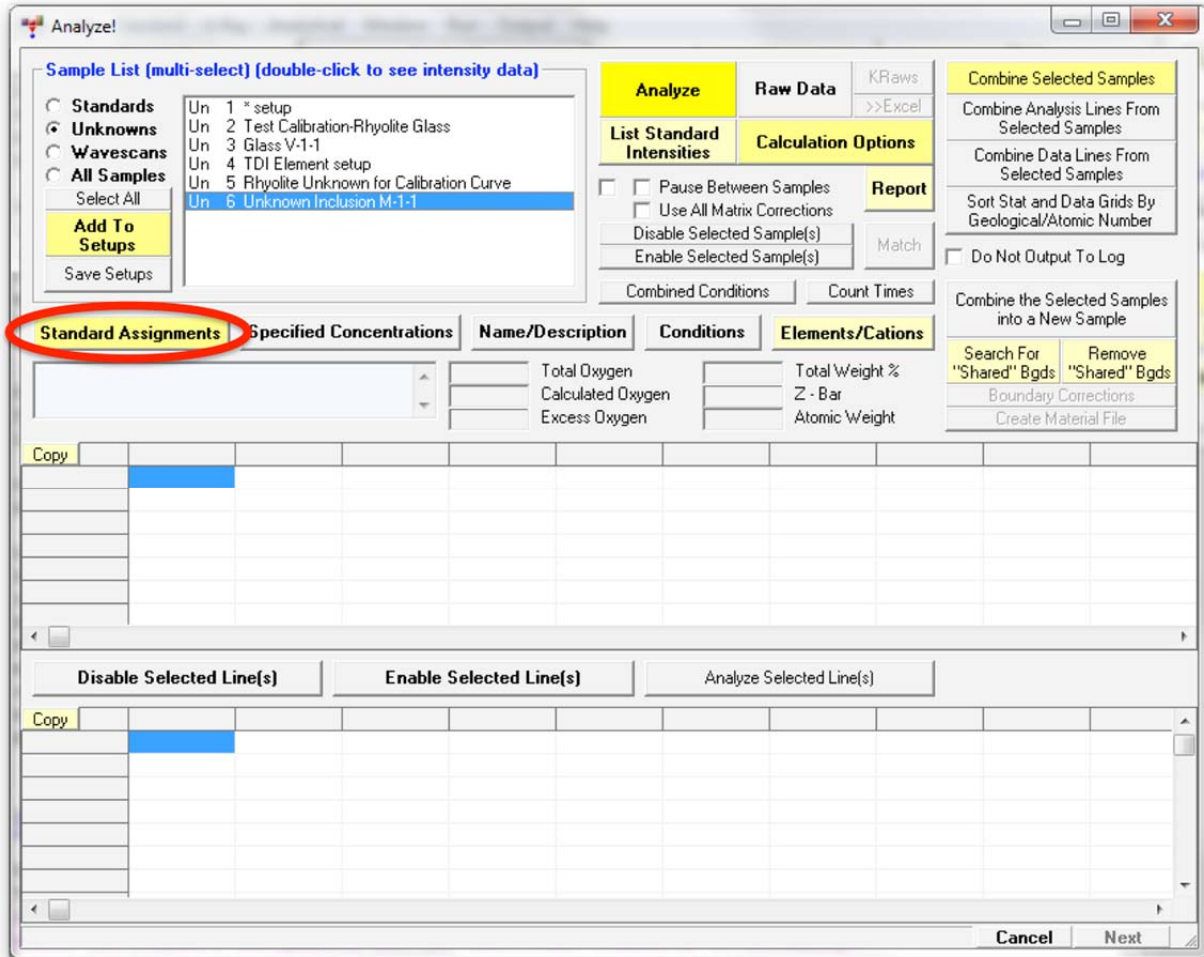 Analyze!
Sample List (multi-select) (double-click to see intensity data)
Standards
Unknowns
Wavescans
All Samples
Select All
Add To
Setups
Save Setups
Un 1 * setup
Un 2 Test Calibration-Rhyolite Glass
Un 3 Glass V-1-1
Un 4 TDI Element setup
Un 5 Rhyolite Unknown for Calibration Curve
Un 6 Unknown Inclusion M-1-1
Analyze
Raw Data
KRaws
>>Excel
List Standard
Intensities
Calculation Options
Pause Between Samples
Use All Matrix Corrections
Report
Disable Selected Sample(s)
Enable Selected Sample(s)
Match
Combined Conditions
Count Times
Combine Selected Samples
Combine Analysis Lines From
Selected Samples
Combine Data Lines From
Selected Samples
Sort Stat and Data Grids By
Geological/Atomic Number
Do Not Output To Log
Combine the Selected Samples
into a New Sample
Search For
"Shared" Bgds
Remove
"Shared" Bgds
Boundary Corrections
Create Material File
Standard Assignments
Specified Concentrations
Name/Description
Conditions
Elements/Cations
Total Oxygen
Calculated Oxygen
Excess Oxygen
Total Weight %
Z - Bar
Atomic Weight
Copy
Disable Selected Line(s)
Enable Selected Line(s)
Analyze Selected Line(s)
Copy
Cancel
Next